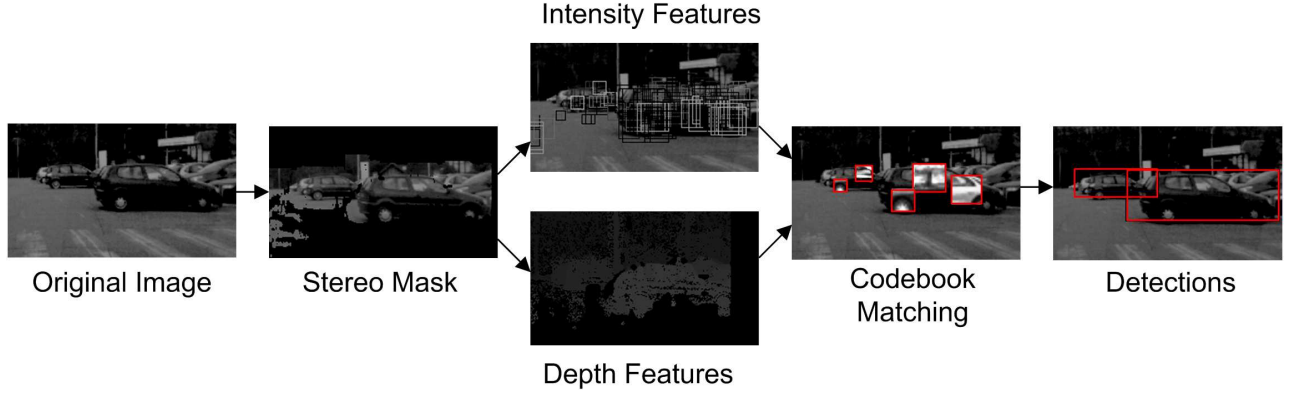 Intensity Features
Original Image
Stereo Mask
Depth Features
Codebook
Matching
Detections